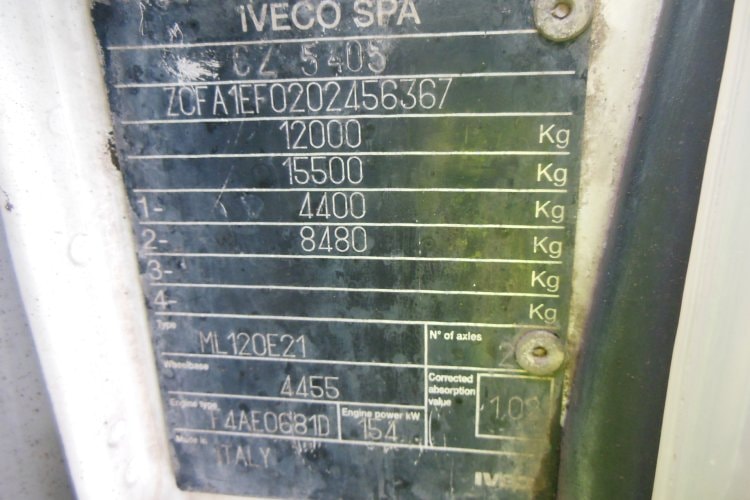 IVECO SPA
CZ 5405
ZCFA1EF0202456367
12000 Kg
15500 Kg
1- 4400 Kg
2- 8480 Kg
3- Kg
4- Kg
Type
ML120E21
N° of axles
2
Wheelbase
4455
Corrected absorption value
Engine type
F4AE0681D
Engine power kW
154
Made in
ITALY